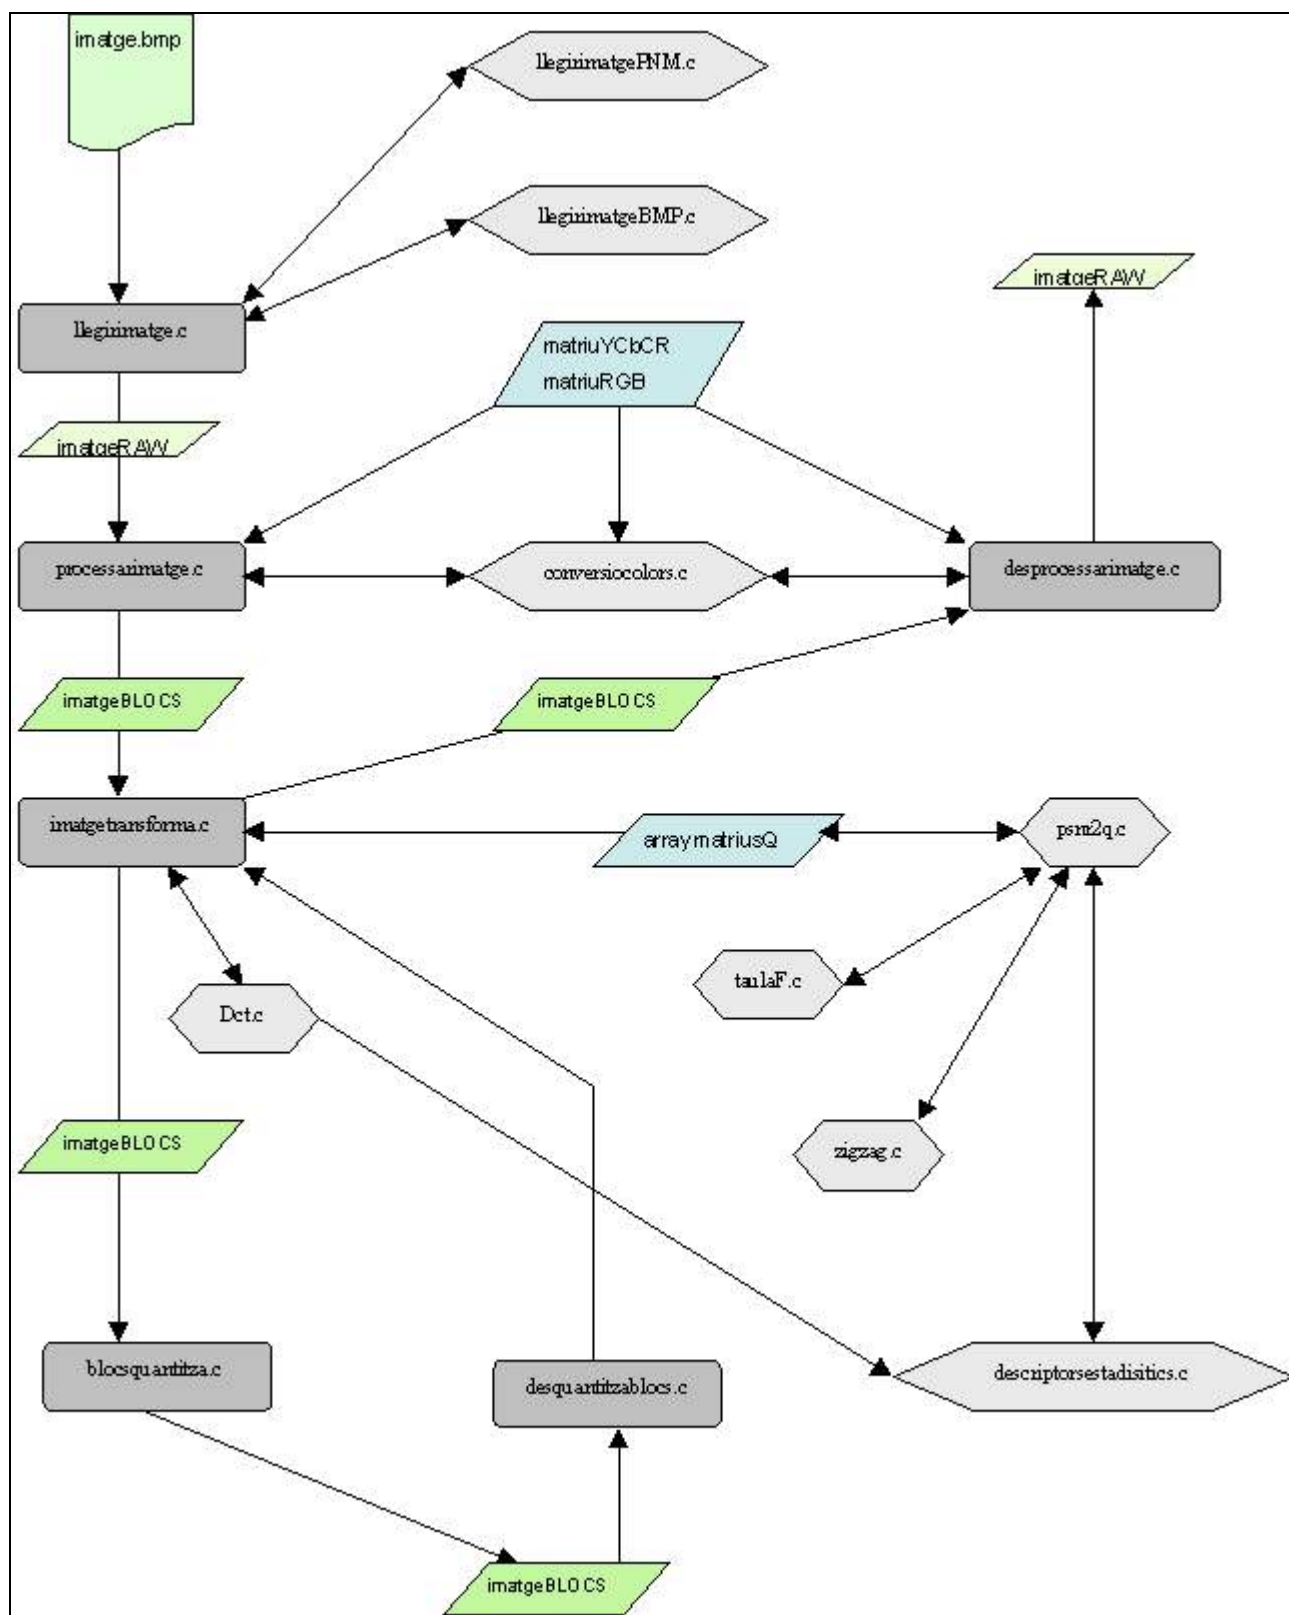 imatge.bmp
llegirimatgePNM.c
llegirimatgeBMP.c
imatgeRAW
llegirimatge.c
matriuYCbCR
matriuRGB
imatgeRAW
processarimatge.c
conversiocolors.c
desprocessarimatge.c
imatgeBLOCS
imatgeBLOCS
imatgetransforma.c
arraymatriusQ
psnr2q.c
taulaF.c
Dct.c
imatgeBLOCS
zigzag.c
blocsquantitza.c
desquantitzablocs.c
descriptorsestadisitics.c
imatgeBLOCS